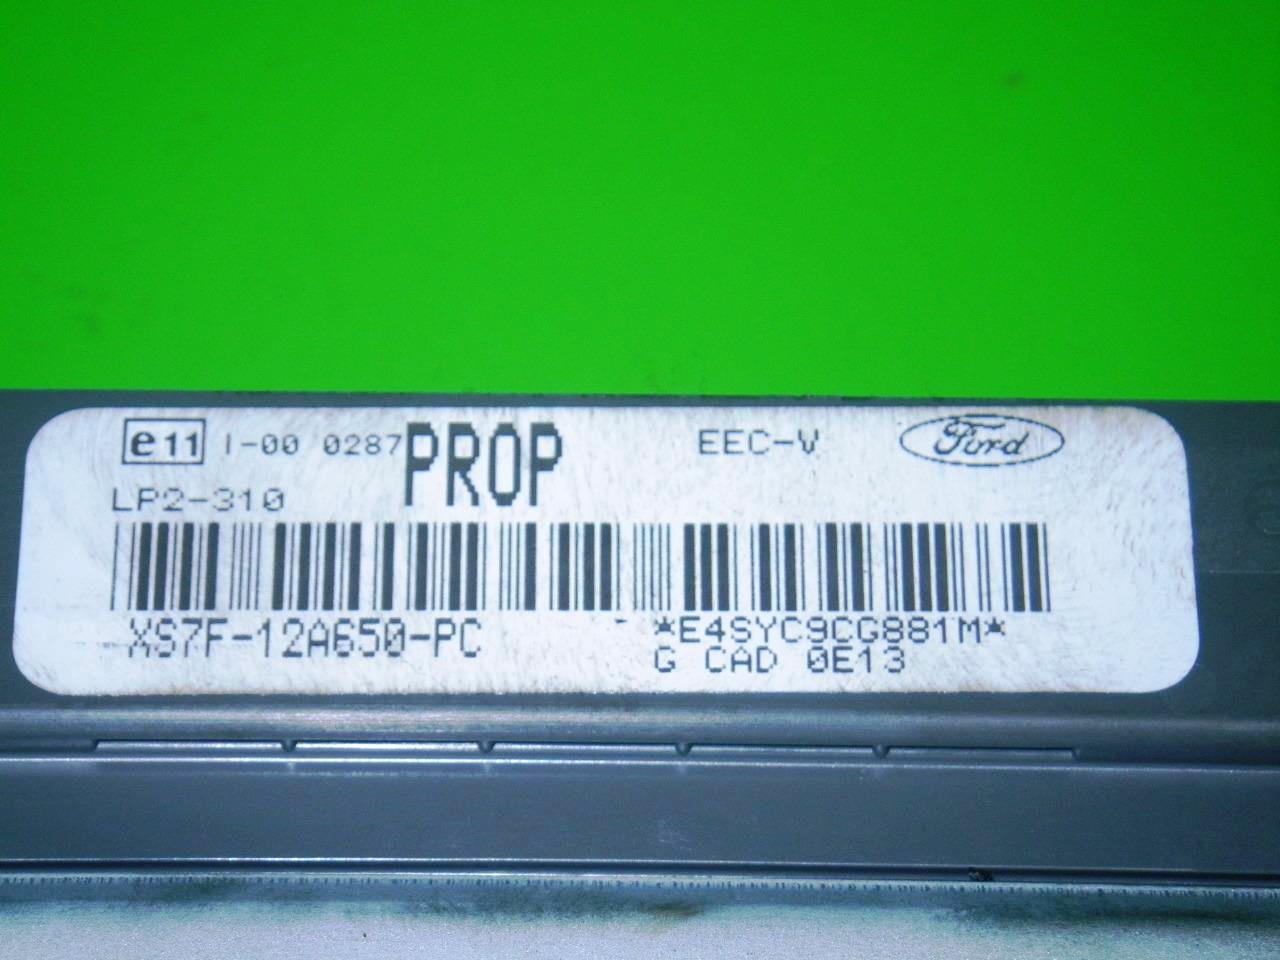 e11 I-00 0287 PROP EEC-V Ford
LP2-310
XS7F-12A650-PC *E4SYC9CG881M*
G CAD 0E13